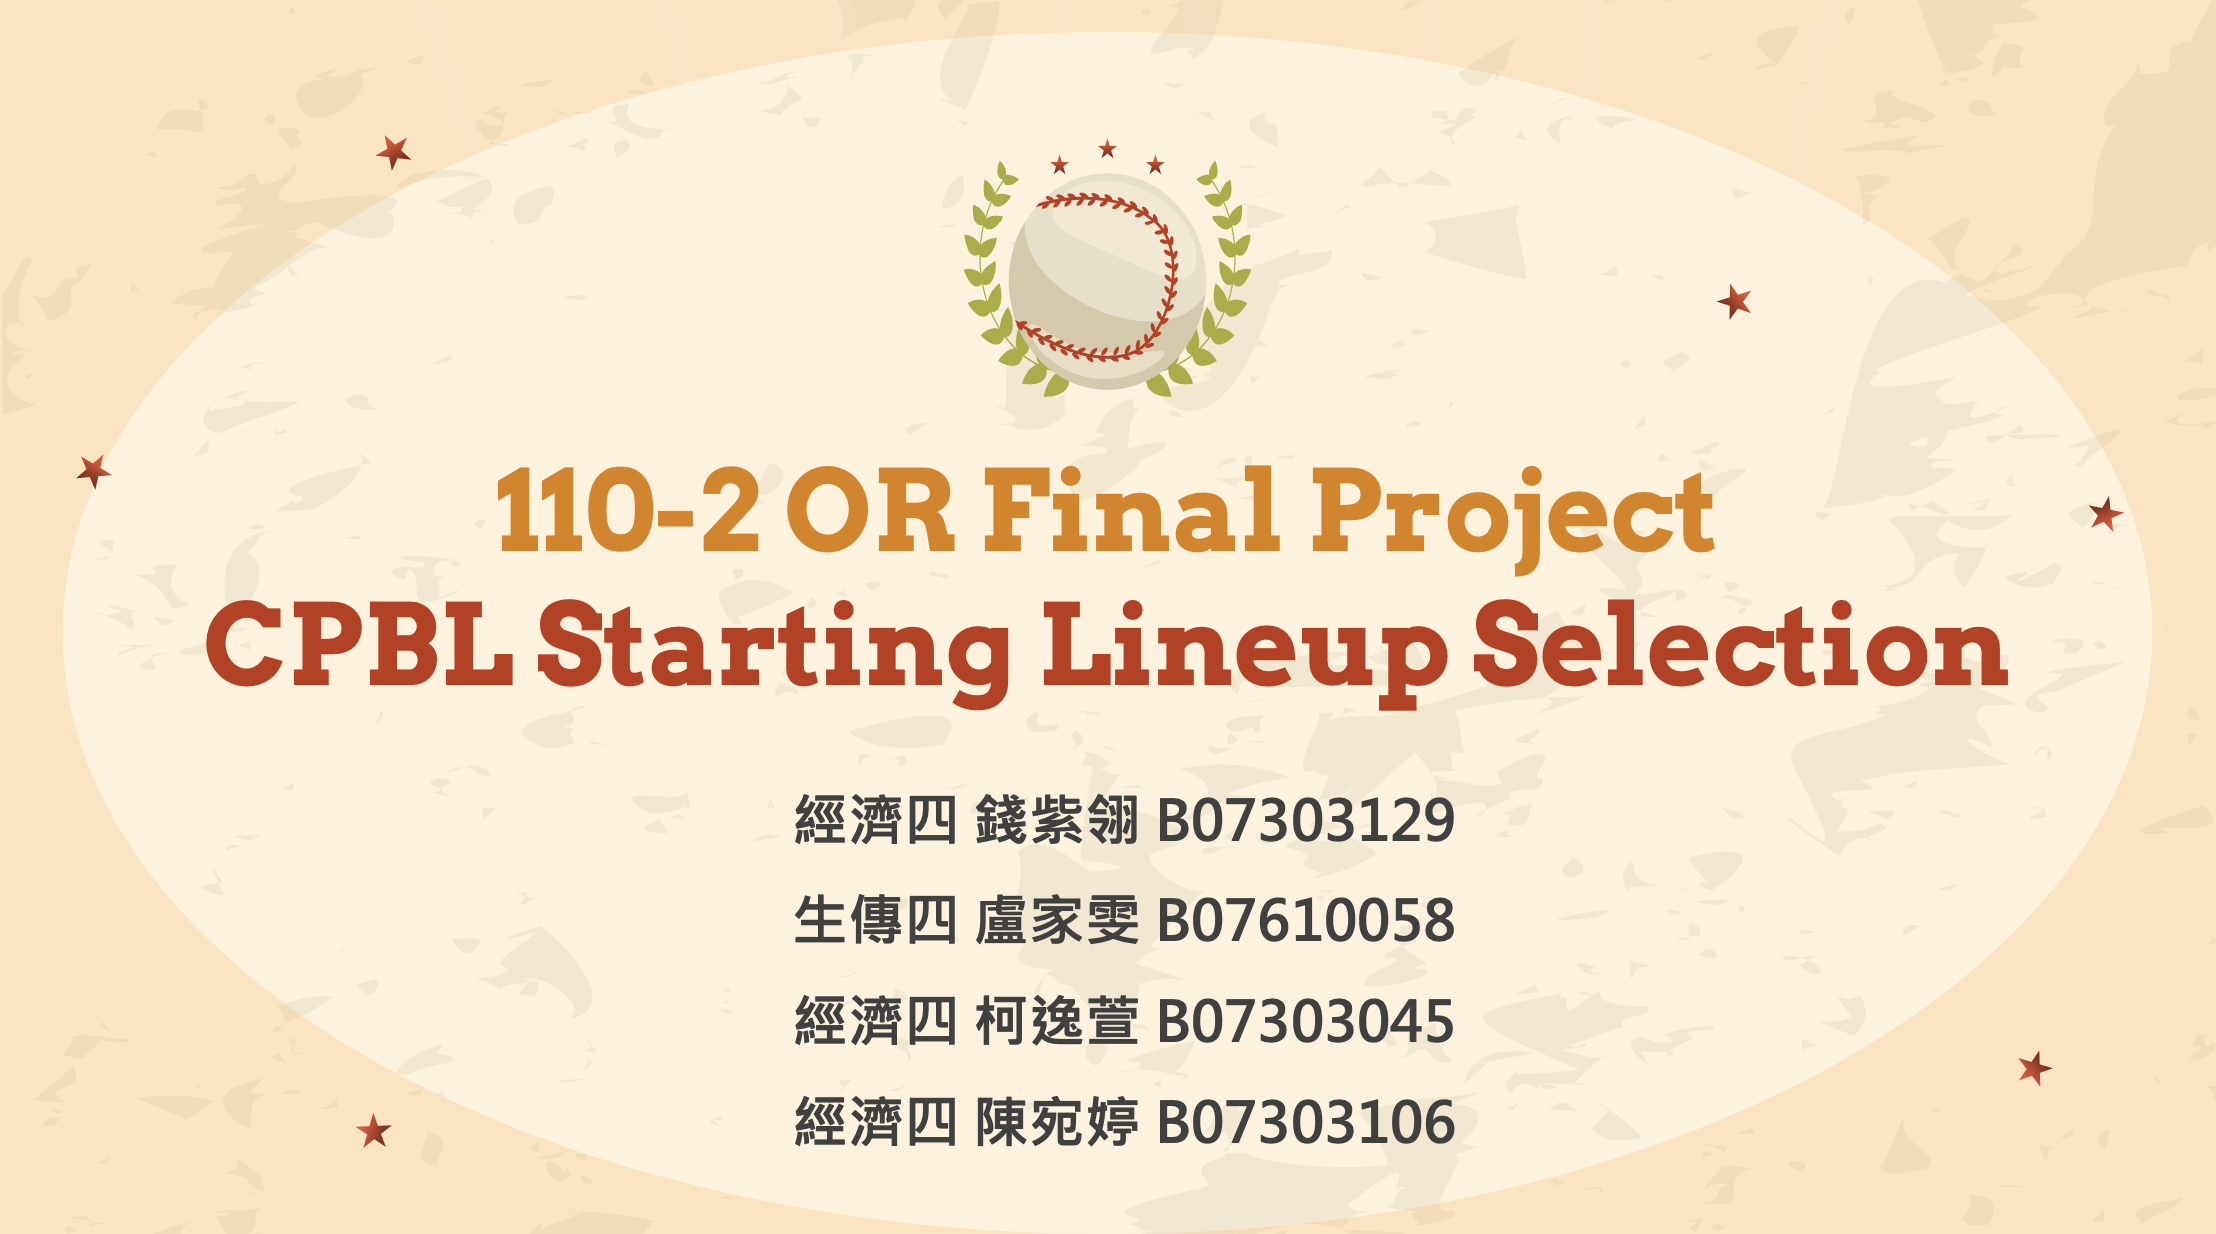 110-2 OR Final Project
CPBL Starting Lineup Selection
經濟四 錢紫翎 B07303129
生傳四 盧家雯 B07610058
經濟四 柯逸萱 B07303045
經濟四 陳宛婷 B07303106